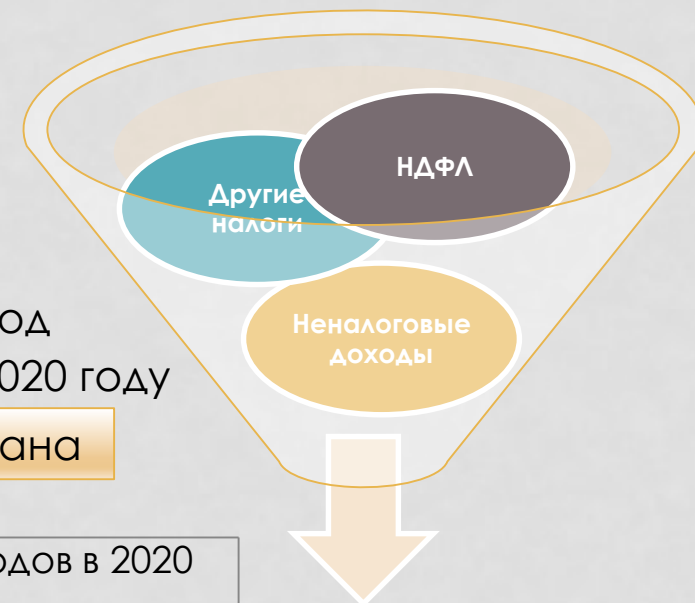 НДФЛ
Другие
налоги
Неналоговые
доходы
од
020 году
ана
одов в 2020